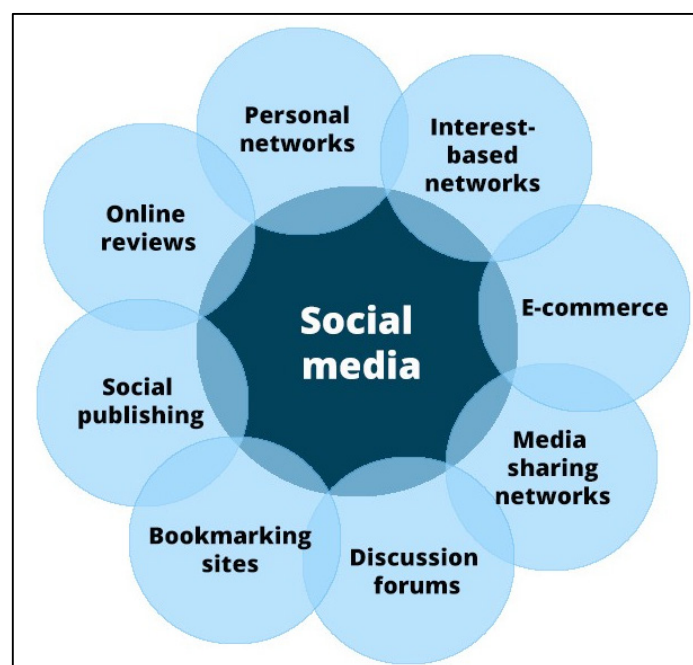 Social
media
Personal
networks
Interest-
based
networks
E-commerce
Media
sharing
networks
Discussion
forums
Bookmarking
sites
Social
publishing
Online
reviews